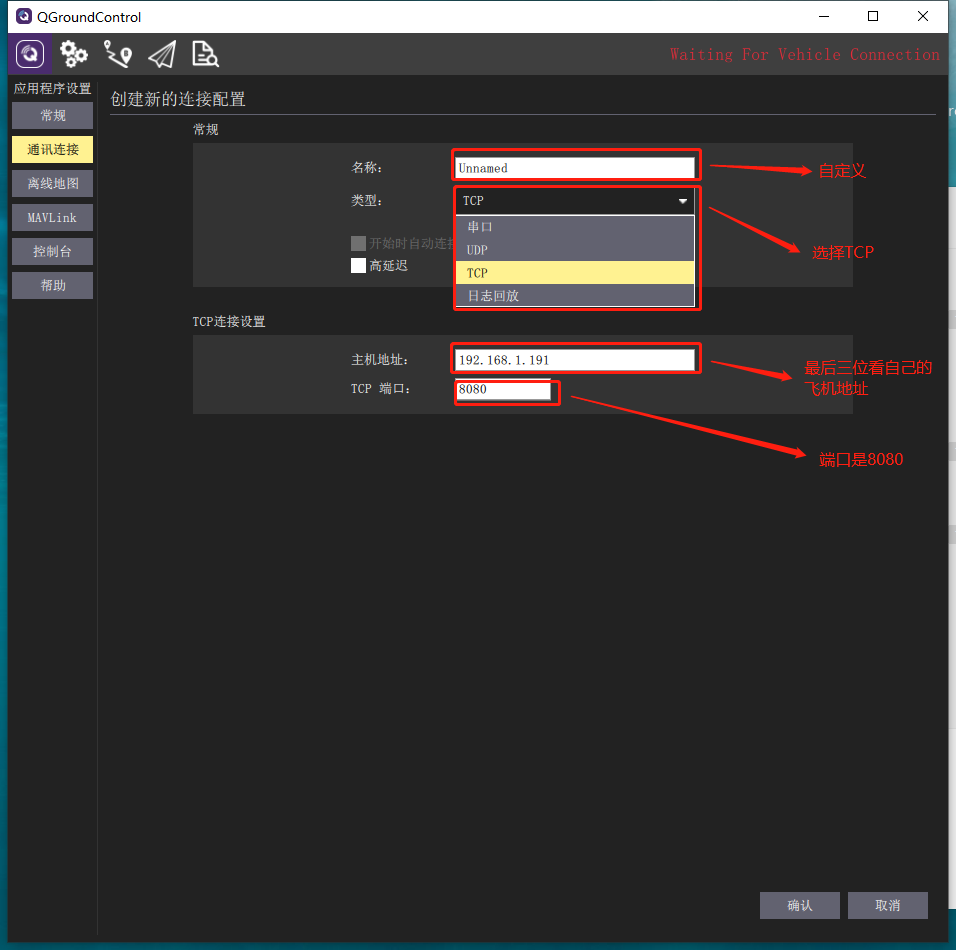 QGroundControl
Waiting For Vehicle Connection
应用程序设置
常规
通讯连接
离线地图
MAVLink
控制台
帮助
创建新的连接配置
常规
名称：
Unnamed
自定义
类型：
TCP
串口
UDP
TCP
日志回放
选择TCP
开始时自动连接
高延迟
TCP连接设置
主机地址：
192.168.1.191
最后三位看自己的
飞机地址
TCP 端口：
8080
端口是8080
确认
取消